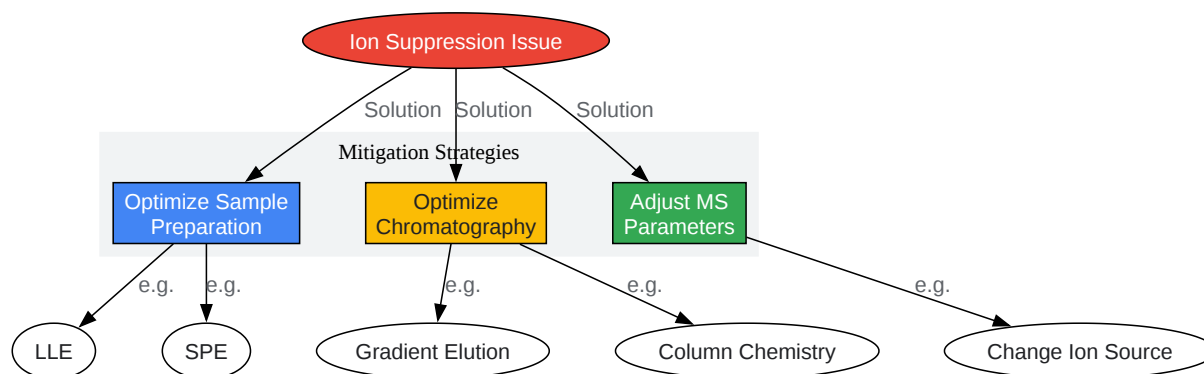 Ion Suppression Issue
Solution
Solution
Solution
Mitigation Strategies
Optimize Sample
Preparation
Optimize
Chromatography
Adjust MS
Parameters
e.g.
e.g.
e.g.
e.g.
e.g.
LLE
SPE
Gradient Elution
Column Chemistry
Change Ion Source